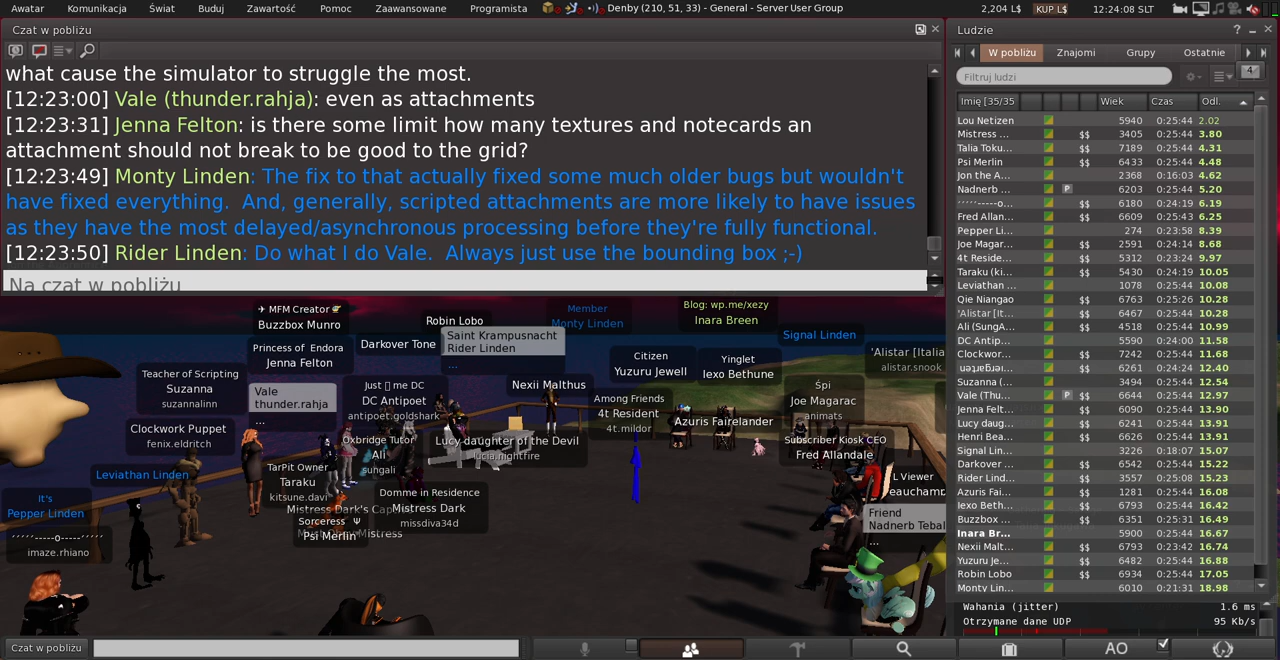 Awatar Komunikacja Świat Buduj Zawartość Pomoc Zaawansowane Programista Denby (210, 51, 33) - General - Server User Group 2,204 L$ KUP L$ 12:24:08 SLT
Czat w pobliżu
what cause the simulator to struggle the most.
[12:23:00] Vale (thunder.rahja): even as attachments
[12:23:31] Jenna Felton: is there some limit how many textures and notecards an
attachment should not break to be good to the grid?
[12:23:49] Monty Linden: The fix to that actually fixed some much older bugs but wouldn't
have fixed everything.  And, generally, scripted attachments are more likely to have issues
as they have the most delayed/asynchronous processing before they're fully functional.
[12:23:50] Rider Linden: Do what I do Vale.  Always just use the bounding box ;-)
Na czat w pobliżu
MFM Creator
Buzzbox Munro
Robin Lobo
Member
Monty Linden
Blog: wp.me/xezy
Inara Breen
Princess of Endora
Jenna Felton
Darkover Tone
Saint Krampusnacht
Rider Linden
...
Signal Linden
Citizen
Yuzuru Jewell
Yinglet
Iexo Bethune
'Alistar [Italia
alistar.snook
Teacher of Scripting
Suzanna
suzannalinn
Vale
thunder.rahja
...
Just me DC
DC Antipoet
antipoet.goldshark
Nexii Malthus
Among Friends
4t Resident
4t.mildor
Azuris Fairelander
Śpi
Joe Magarac
animats
Clockwork Puppet
fenix.eldritch
Oxbridge Tutor
Ali
sungali
Lucy daughter of the Devil
lucia.nightfire
Subscriber Kiosk CEO
Fred Allandale
Leviathan Linden
TarPit Owner
Taraku
kitsune.davi
Domme in Residence
Mistress Dark
missdiva34d
L Viewer
eauchamp
It's
Pepper Linden
Mistress Dark's Cap
Sorceress Ψ
Psi Merlin
Mistress
Friend
Nadnerb Tebal
...
´´´´´-----o-----´´´´´
imaze.rhiano
Czat w pobliżu
AO
Ludzie
W pobliżu Znajomi Grupy Ostatnie
Filtruj ludzi
4
Imię [35/35 Wiek Czas Odl.
Lou Netizen 5940 0:25:44 2.02
Mistress ... $$ 3405 0:25:44 3.80
Talia Toku... $$ 7189 0:25:44 4.31
Psi Merlin $$ 6433 0:25:44 4.48
Jon the A... 2368 0:16:03 4.62
Nadnerb ... P 6203 0:25:44 5.20
´´´´´-----o... $$ 6180 0:24:19 6.19
Fred Allan... $$ 6609 0:25:43 6.25
Pepper Li... 274 0:23:58 8.39
Joe Magar... $$ 2591 0:14:14 8.68
4t Reside... $$ 5312 0:23:24 9.97
Taraku (ki... $$ 5430 0:24:19 10.05
Leviathan ... 1078 0:25:44 10.08
Qie Niangao $$ 6763 0:25:26 10.28
'Alistar [It... $$ 6467 0:25:43 10.28
Ali (SungA... $$ 4518 0:25:44 10.99
DC Antip... 5590 0:24:00 11.58
Clockwor... $$ 7242 0:25:44 11.68
$$ 6261 0:24:24 12.40
Suzanna (... 3494 0:25:44 12.54
Vale (Thu... P $$ 6644 0:25:44 12.97
Jenna Felt... $$ 6090 0:25:44 13.90
Lucy daug... $$ 6241 0:25:44 13.91
Henri Bea... $$ 6626 0:25:44 13.91
Signal Lin... 3226 0:18:07 15.07
Darkover ... $$ 6542 0:25:44 15.22
Rider Lind... $$ 3557 0:25:08 15.23
Azuris Fai... $$ 1281 0:25:44 16.08
Iexo Beth... $$ 6793 0:25:44 16.42
Buzzbox ... $$ 6351 0:25:31 16.49
Inara Br... 5900 0:25:44 16.67
Nexii Malt... $$ 6793 0:23:42 16.74
Yuzuru Je... $$ 6482 0:25:44 16.88
Robin Lobo $$ 6934 0:25:44 17.05
Monty Lin... 6010 0:21:31 18.98
Wahania (jitter) 1.6 ms
Otrzymane dane UDP 95 Kb/s